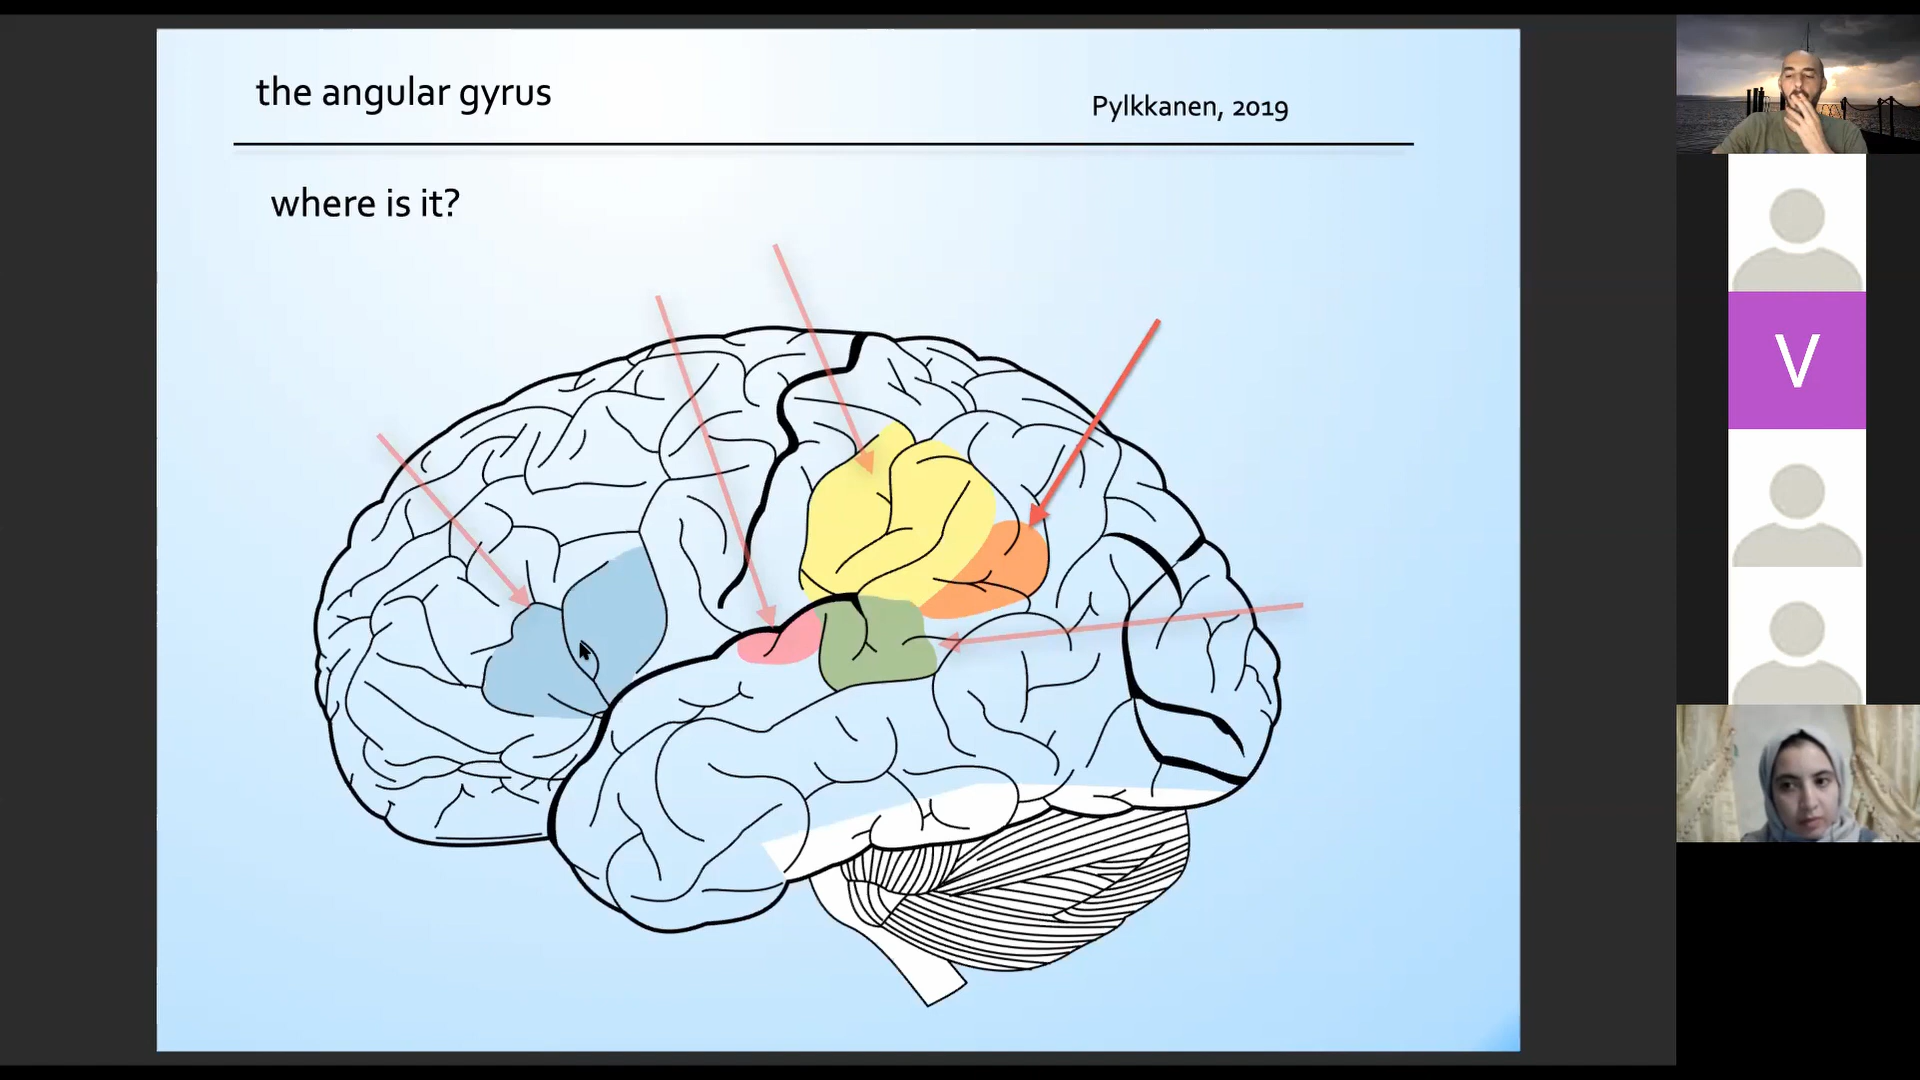 the angular gyrus
Pylkkanen, 2019
where is it?
V